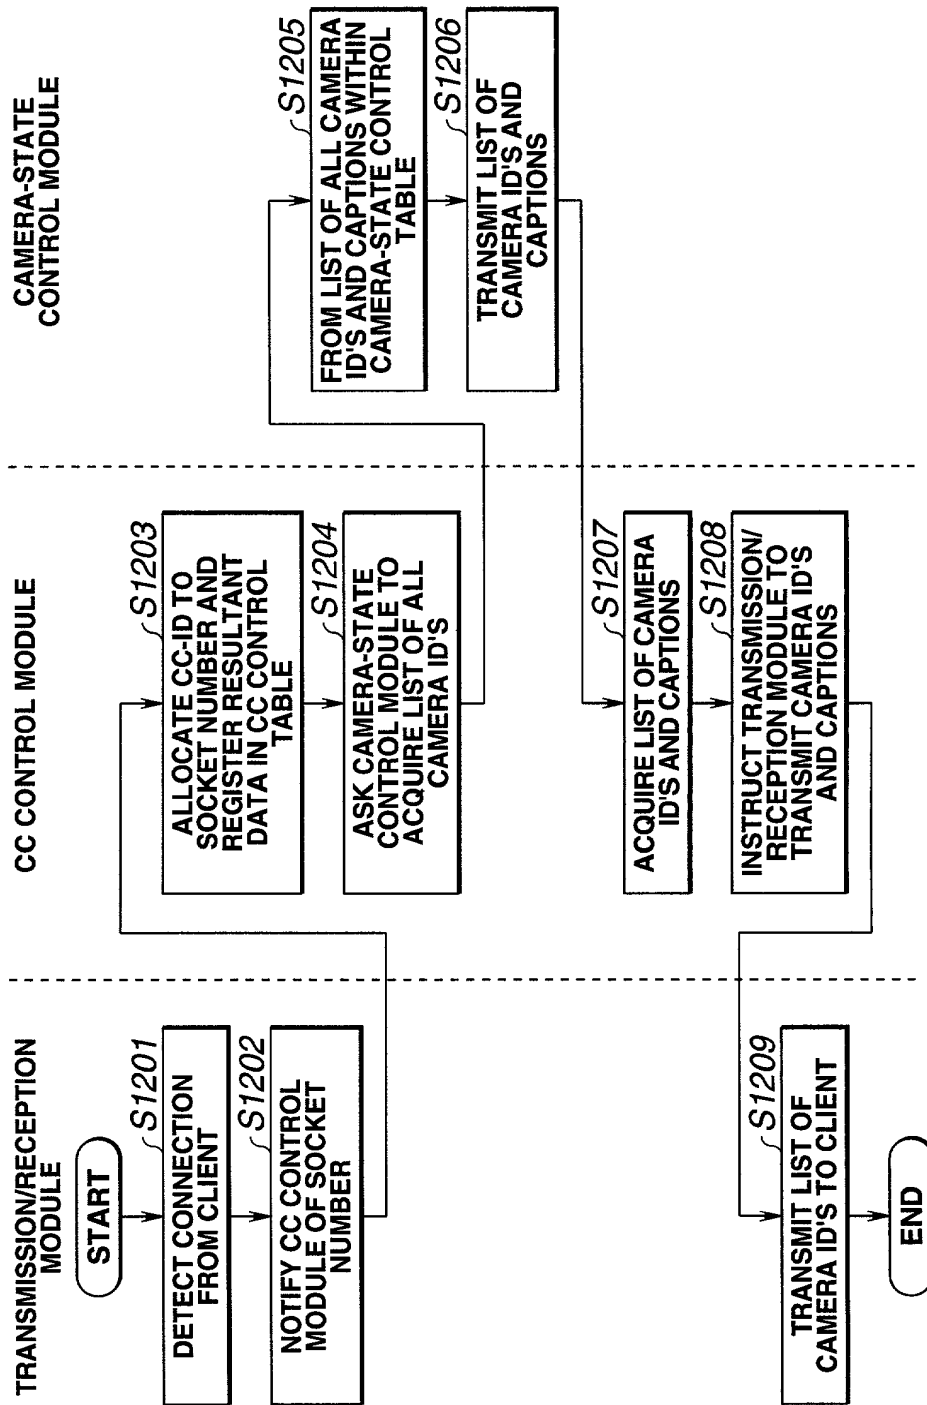 TRANSMISSION/RECEPTION
MODULE
START
S1201
DETECT CONNECTION
FROM CLIENT
S1202
NOTIFY CC CONTROL
MODULE OF SOCKET
NUMBER
CC CONTROL MODULE
S1203
ALLOCATE CC-ID TO
SOCKET NUMBER AND
REGISTER RESULTANT
DATA IN CC CONTROL
TABLE
S1204
ASK CAMERA-STATE
CONTROL MODULE TO
ACQUIRE LIST OF ALL
CAMERA ID'S
CAMERA-STATE
CONTROL MODULE
S1205
FROM LIST OF ALL CAMERA
ID'S AND CAPTIONS WITHIN
CAMERA-STATE CONTROL
TABLE
S1206
TRANSMIT LIST OF
CAMERA ID'S AND
CAPTIONS
S1207
ACQUIRE LIST OF CAMERA
ID'S AND CAPTIONS
S1208
INSTRUCT TRANSMISSION/
RECEPTION MODULE TO
TRANSMIT CAMERA ID'S
AND CAPTIONS
S1209
TRANSMIT LIST OF
CAMERA ID'S TO CLIENT
END